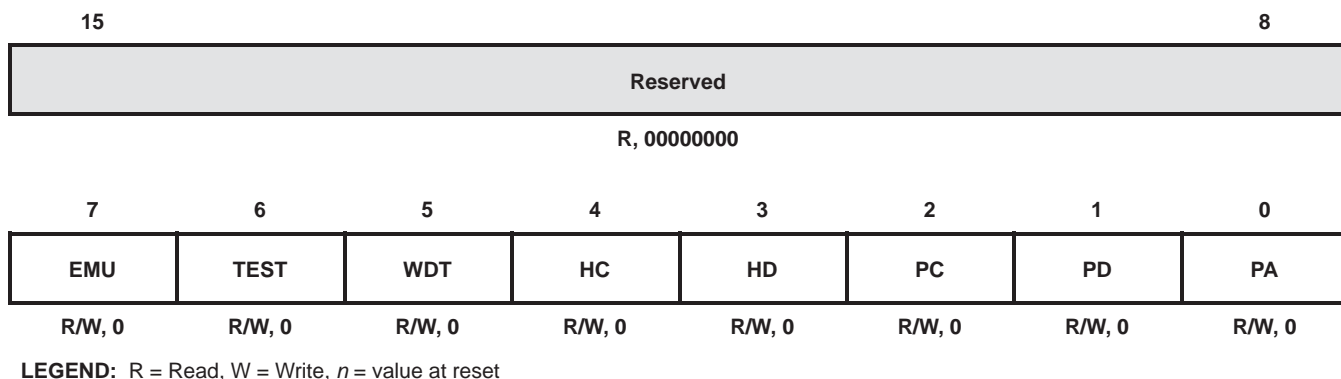 15 8
Reserved
R, 00000000
7 6 5 4 3 2 1 0
EMU TEST WDT HC HD PC PD PA
R/W, 0 R/W, 0 R/W, 0 R/W, 0 R/W, 0 R/W, 0 R/W, 0 R/W, 0
LEGEND: R = Read, W = Write, n = value at reset